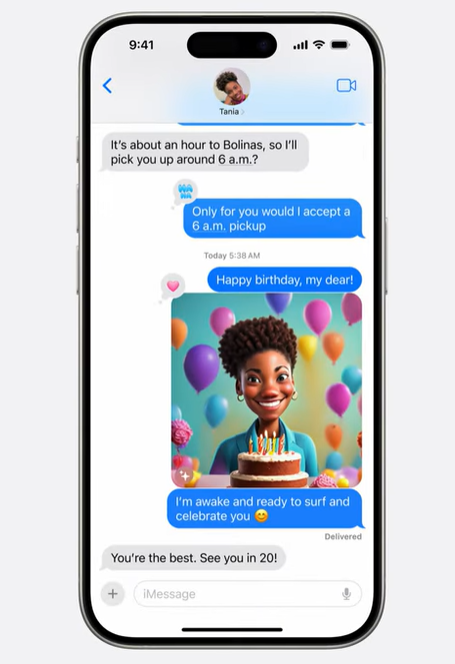 9:41
Tania
It's about an hour to Bolinas, so I'll
pick you up around 6 a.m.?
HA
HA
Only for you would I accept a
6 a.m. pickup
Today 5:38 AM
Happy birthday, my dear!
I'm awake and ready to surf and
celebrate you 😊
Delivered
You're the best. See you in 20!
iMessage